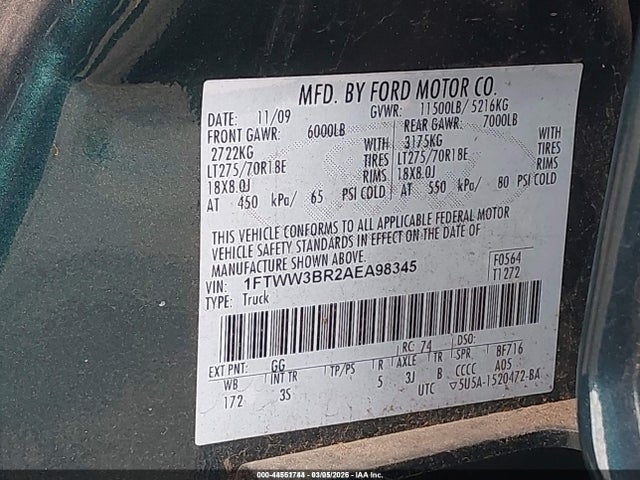 MFD. BY FORD MOTOR CO.
DATE: 11/09 GVWR: 11500LB/ 5216KG
FRONT GAWR: 6000LB REAR GAWR: 7000LB
2722KG WITH 3175KG WITH
LT275/70R18E TIRES LT275/70R18E TIRES
18X8.0J RIMS 18X8.0J RIMS
AT 450 kPa/ 65 PSI COLD AT 550 kPa/ 80 PSI COLD
THIS VEHICLE CONFORMS TO ALL APPLICABLE FEDERAL MOTOR
VEHICLE SAFETY STANDARDS IN EFFECT ON THE DATE OF
MANUFACTURE SHOWN ABOVE.
VIN: 1FTWW3BR2AEA98345 F0564
TYPE: Truck T1272
RC: 74 DSO:
EXT PNT: GG BF716
WB INT TR TP/PS R AXLE TR SPR A05
172 3S 5 3J B CCCC
UTC ▽5U5A-1520472-BA
000-44551744 - 03/05/2026 - IAA Inc.